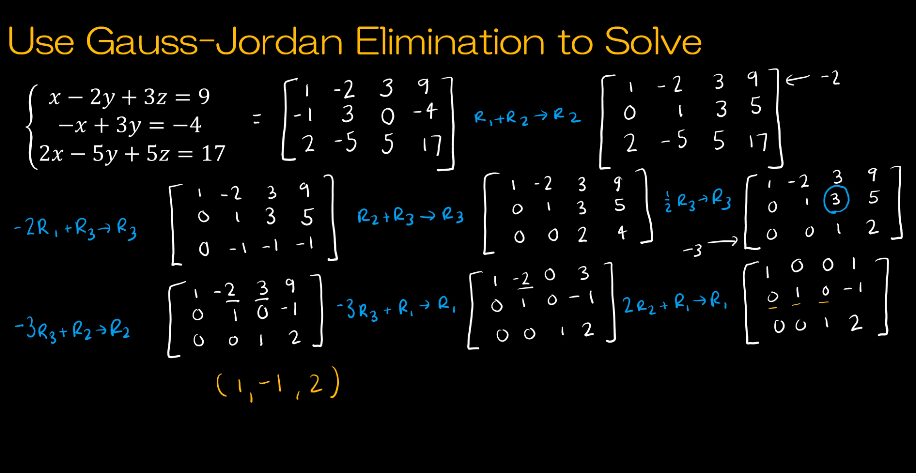 Use Gauss-Jordan Elimination to Solve
x − 2y + 3z = 9
−x + 3y = −4
2x − 5y + 5z = 17
=
1 -2 3 9
-1 3 0 -4
2 -5 5 17
R₁+R₂→R₂
1 -2 3 9 ← -2
0 1 3 5
2 -5 5 17
-2R₁+R₃→R₃
1 -2 3 9
0 1 3 5
0 -1 -1 -1
R₂+R₃→R₃
1 -2 3 9
0 1 3 5
0 0 2 4
½R₃→R₃
1 -2 3 9
0 1 3 5
-3 → 0 0 1 2
-3R₃+R₂→R₂
1 -2 3 9
0 1 0 -1
0 0 1 2
-3R₃+R₁→R₁
1 -2 0 3
0 1 0 -1
0 0 1 2
2R₂+R₁→R₁
1 0 0 1
0 1 0 -1
0 0 1 2
(1,-1,2)